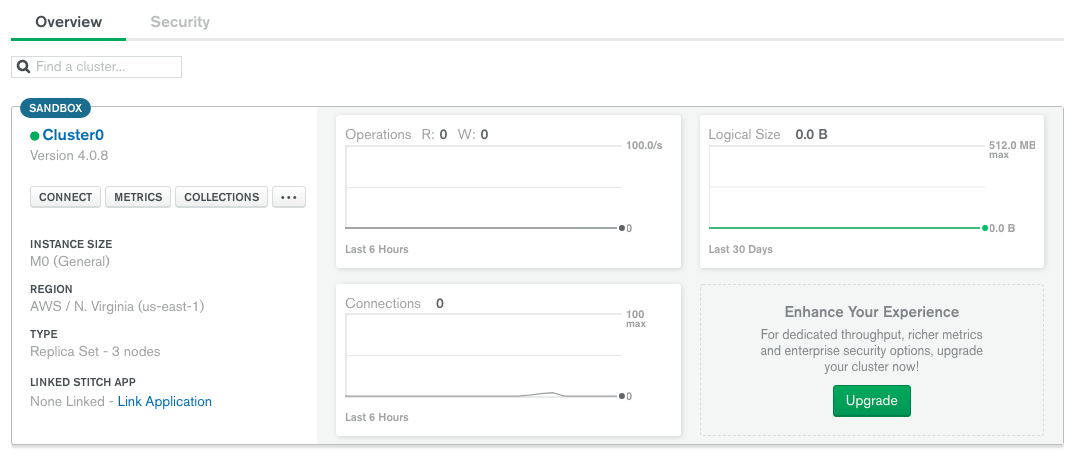 Overview Security
Find a cluster...
SANDBOX
Cluster0
Version 4.0.8
CONNECT METRICS COLLECTIONS ...
INSTANCE SIZE
M0 (General)
REGION
AWS / N. Virginia (us-east-1)
TYPE
Replica Set - 3 nodes
LINKED STITCH APP
None Linked - Link Application
Operations R: 0 W: 0
100.0/s
0
Last 6 Hours
Logical Size 0.0 B
512.0 MB
max
0.0 B
Last 30 Days
Connections 0
100
max
0
Last 6 Hours
Enhance Your Experience
For dedicated throughput, richer metrics
and enterprise security options, upgrade
your cluster now!
Upgrade